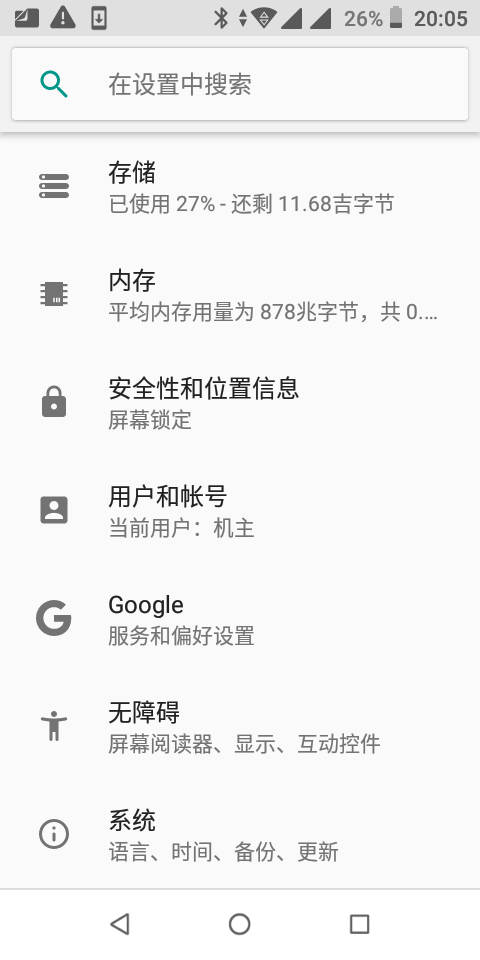 26% 20:05
在设置中搜索
存储
已使用 27% - 还剩 11.68吉字节
内存
平均内存用量为 878兆字节，共 0.…
安全性和位置信息
屏幕锁定
用户和帐号
当前用户：机主
Google
服务和偏好设置
无障碍
屏幕阅读器、显示、互动控件
系统
语言、时间、备份、更新